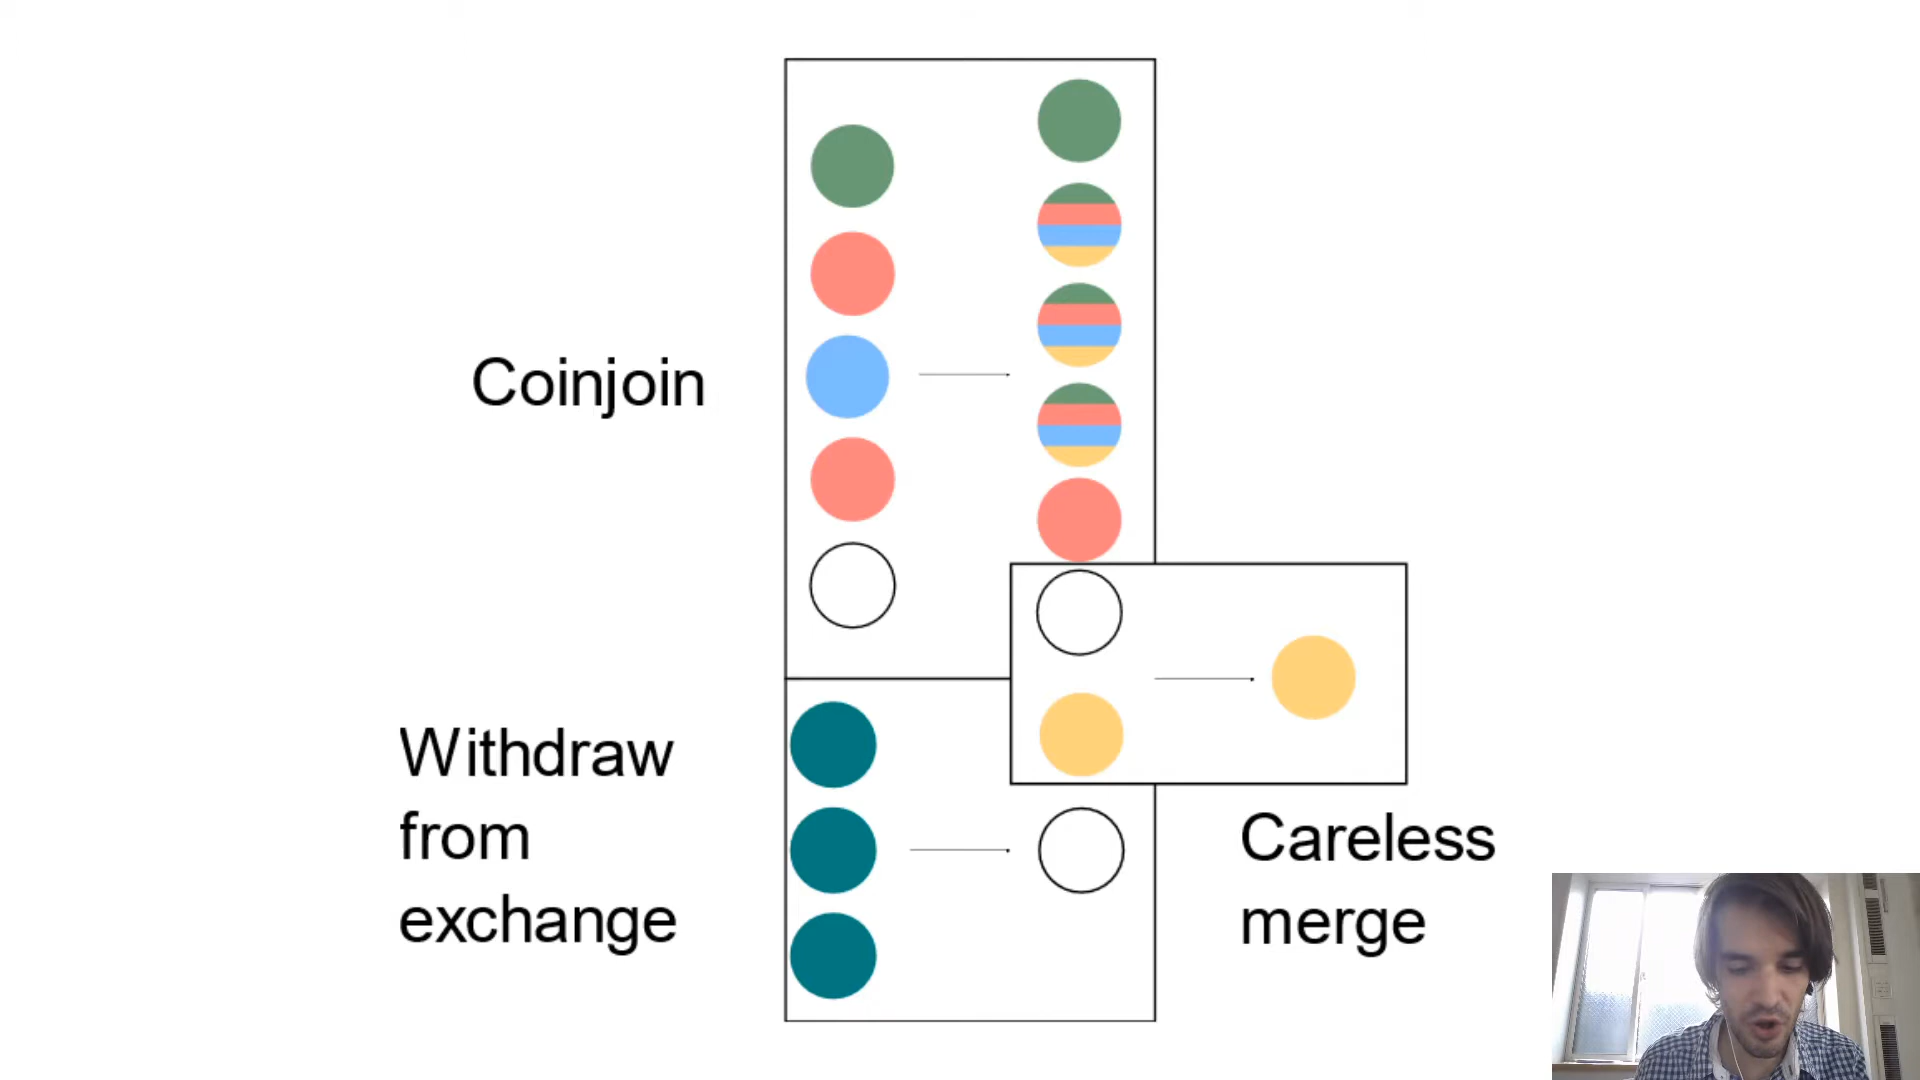 Coinjoin
Withdraw
from
exchange
Careless
merge